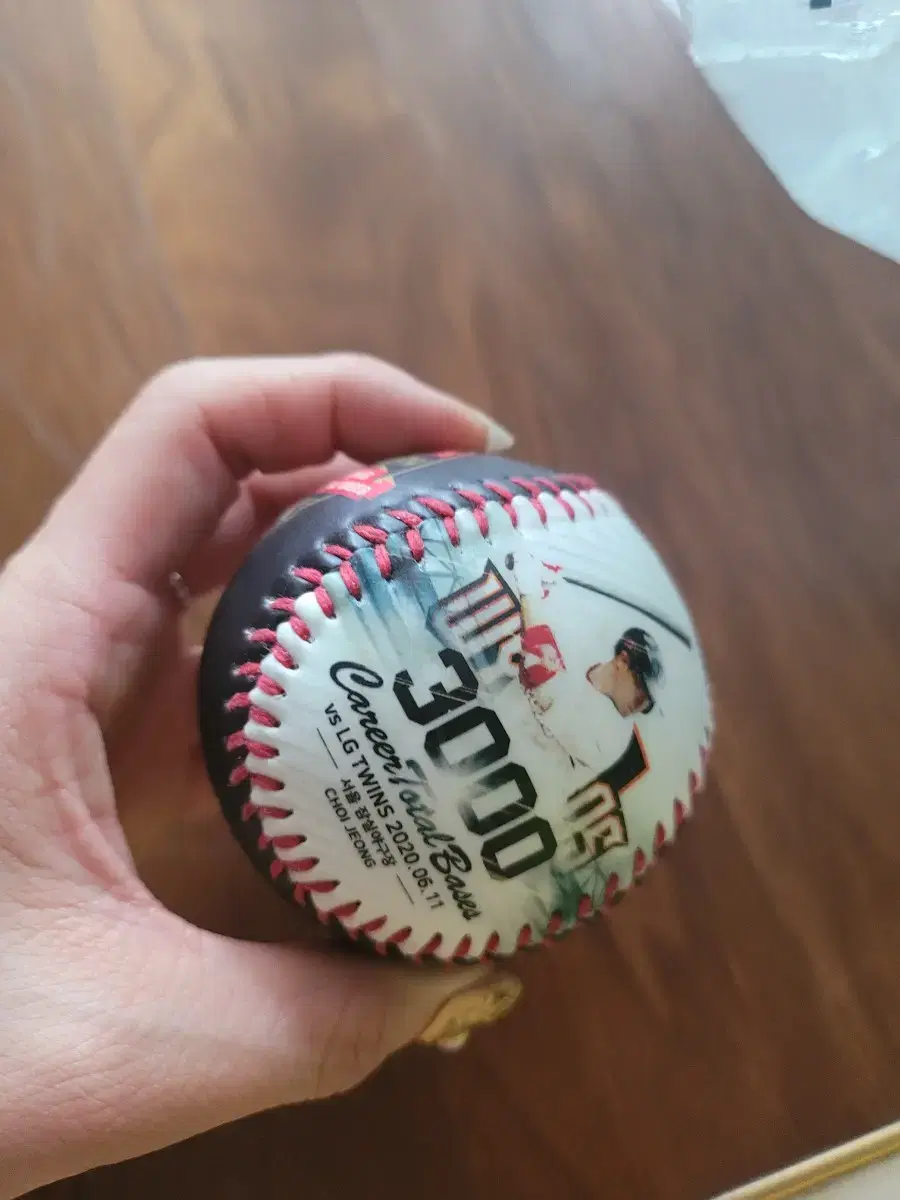 3000
Career Total Bases
VS LG TWINS 2020.06.11
서울 잠실야구장
CHOI JEONG